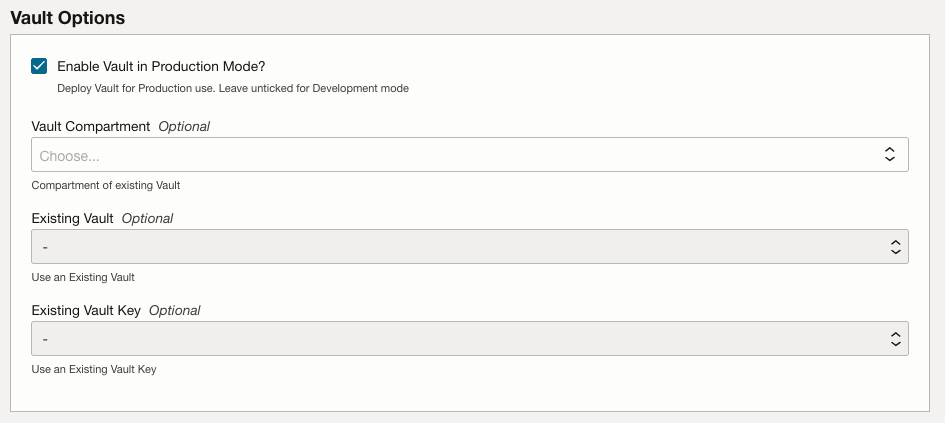 Vault Options
Enable Vault in Production Mode?
Deploy Vault for Production use. Leave unticked for Development mode
Vault Compartment Optional
Choose...
Compartment of existing Vault
Existing Vault Optional
-
Use an Existing Vault
Existing Vault Key Optional
-
Use an Existing Vault Key